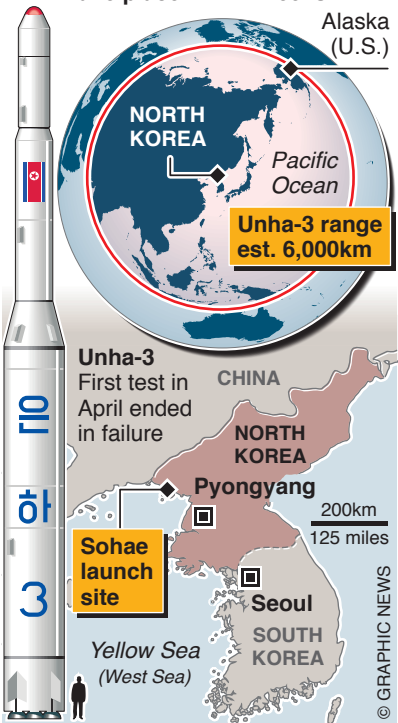 Alaska
(U.S.)
NORTH
KOREA
Pacific
Ocean
Unha-3 range
est. 6,000km
Unha-3
First test in
April ended
in failure
CHINA
NORTH
KOREA
Pyongyang
200km
125 miles
Sohae
launch
site
Seoul
SOUTH
KOREA
Yellow Sea
(West Sea)
은
하
3
© GRAPHIC NEWS